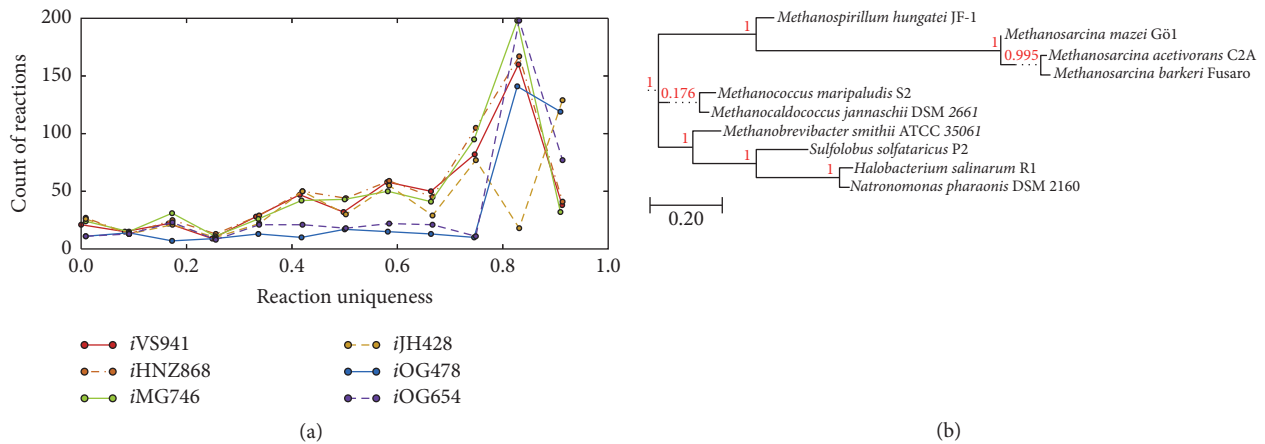 200
150
100
50
0
Count of reactions
0.0 0.2 0.4 0.6 0.8 1.0
Reaction uniqueness
iVS941
iHNZ868
iMG746
iJH428
iOG478
iOG654
(a)
Methanospirillum hungatei JF-1
1
Methanosarcina mazei Gö1
1
0.995
Methanosarcina acetivorans C2A
Methanosarcina barkeri Fusaro
1
0.176
Methanococcus maripaludis S2
Methanocaldococcus jannaschii DSM 2661
Methanobrevibacter smithii ATCC 35061
1
Sulfolobus solfataricus P2
1
1
Halobacterium salinarum R1
Natronomonas pharaonis DSM 2160
0.20
(b)